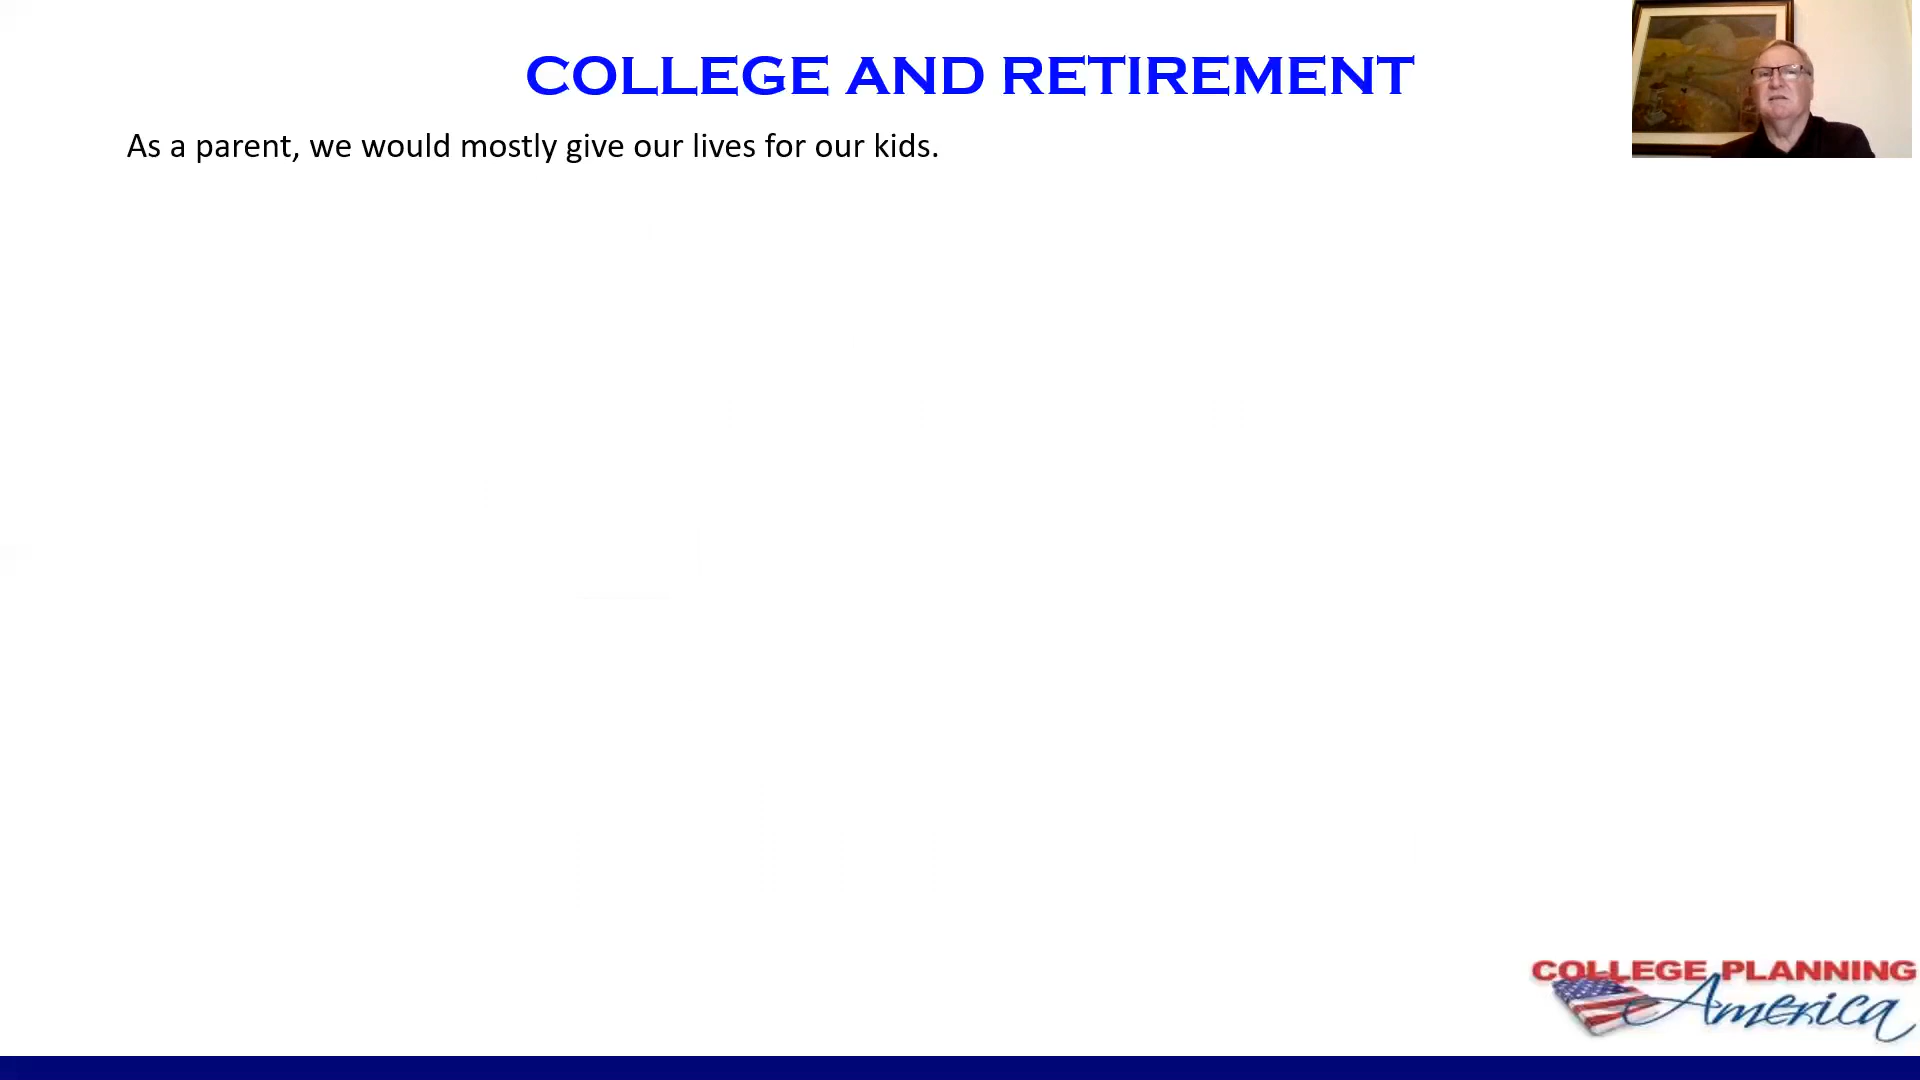 COLLEGE AND RETIREMENT
As a parent, we would mostly give our lives for our kids.
COLLEGE PLANNING
America